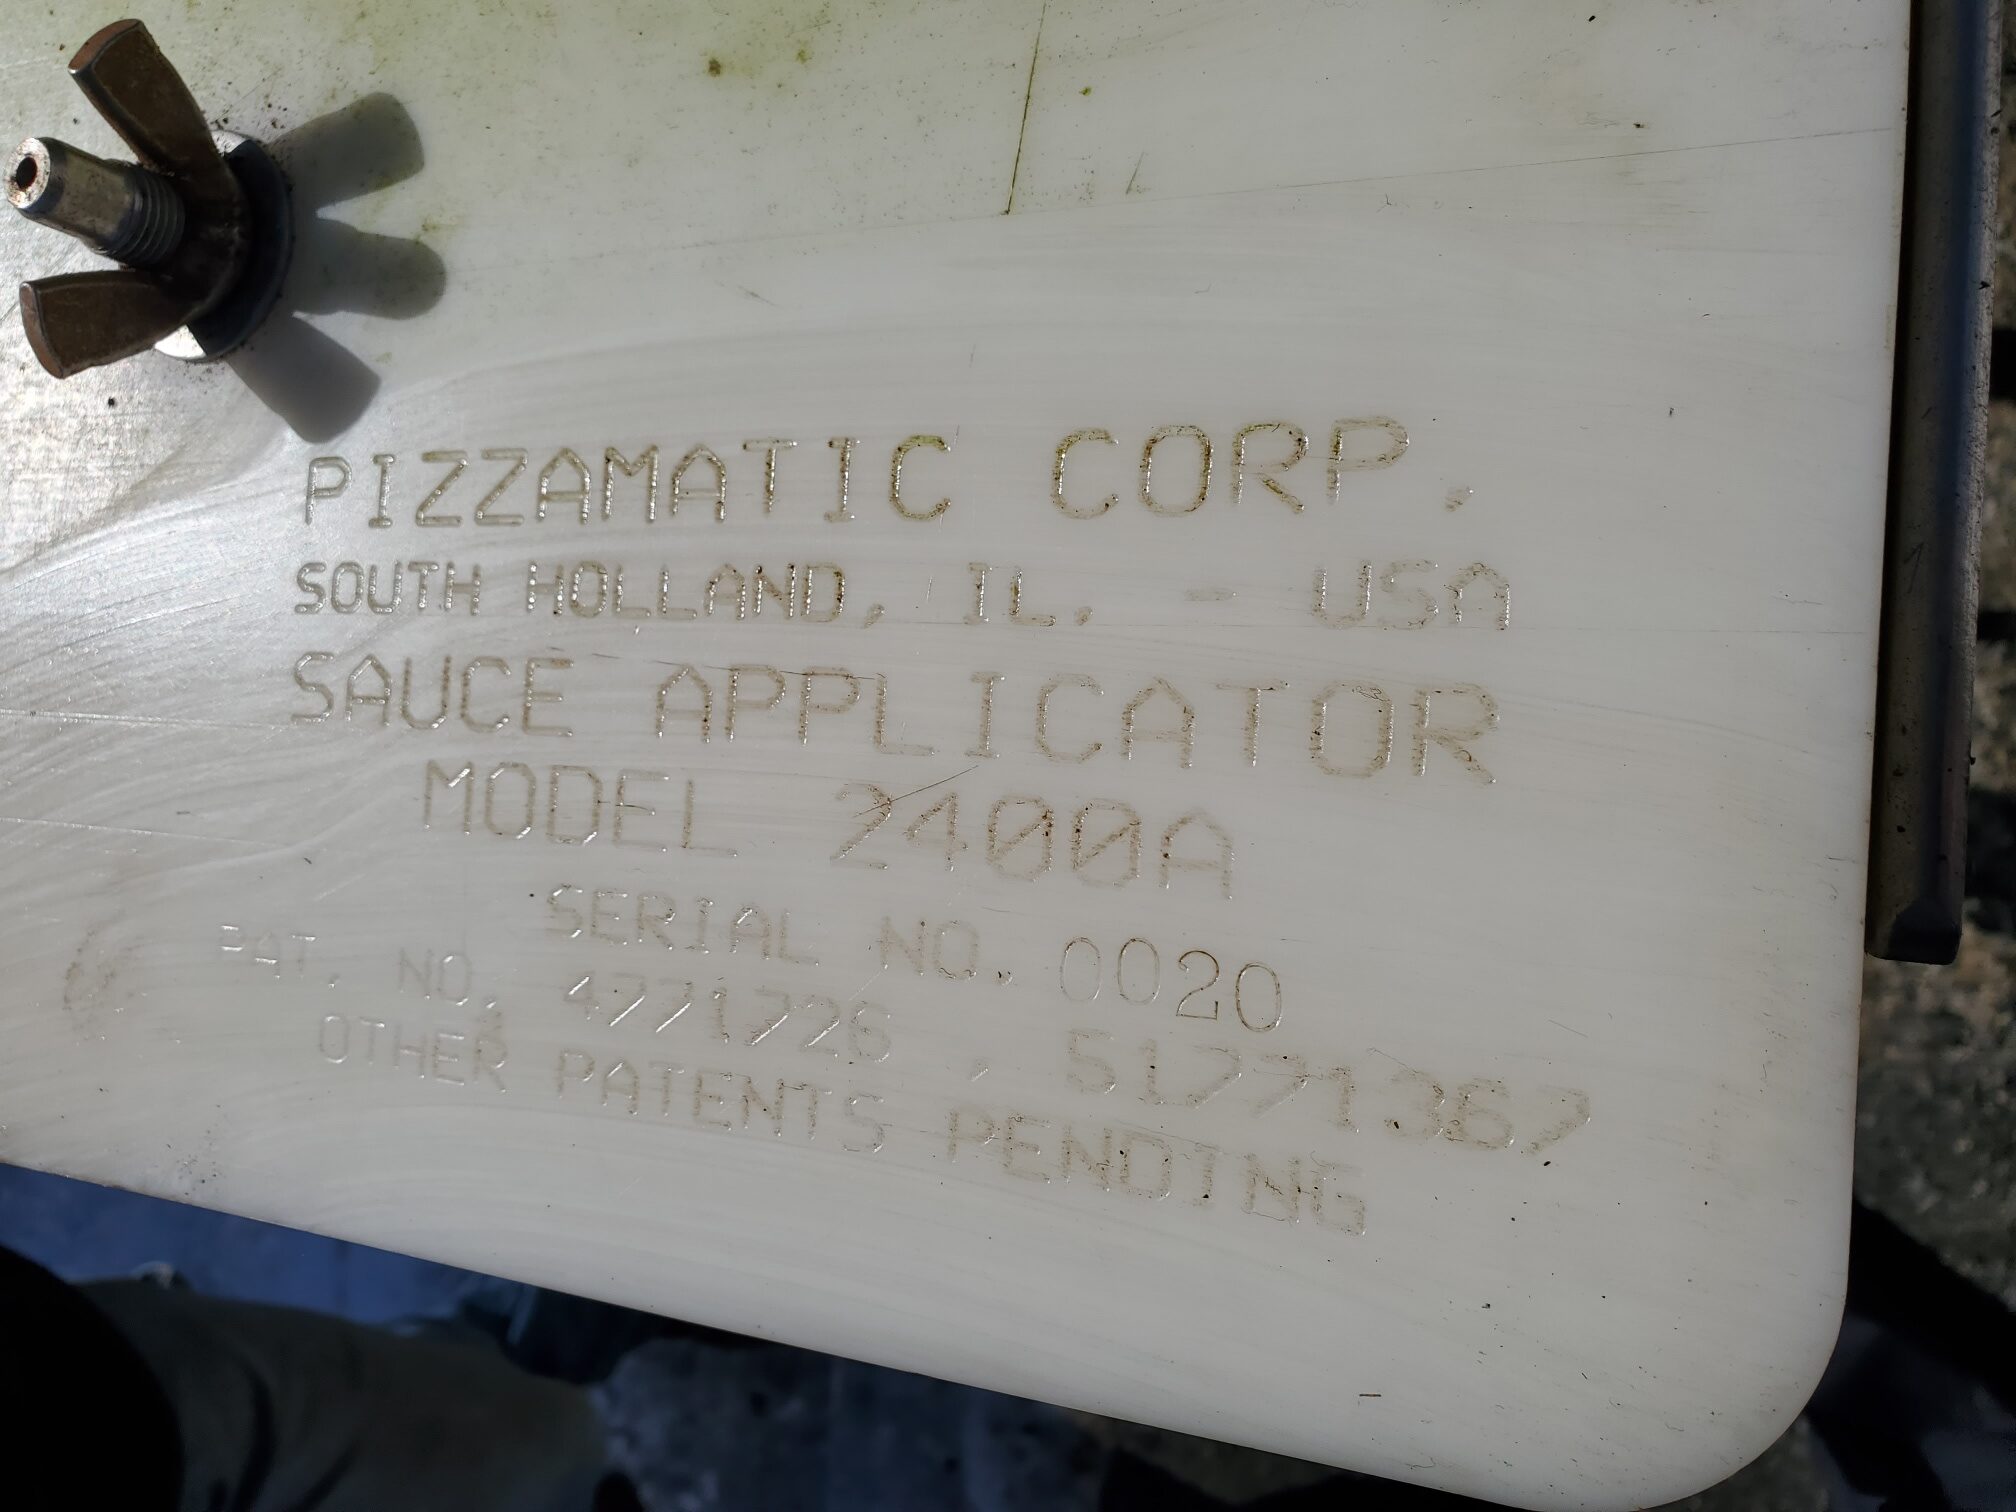 PIZZAMATIC CORP.
SOUTH HOLLAND, IL. - USA
SAUCE APPLICATOR
MODEL 2400A
SERIAL NO. 0020
PAT. NO. 4771726 , 51771367
OTHER PATENTS PENDING